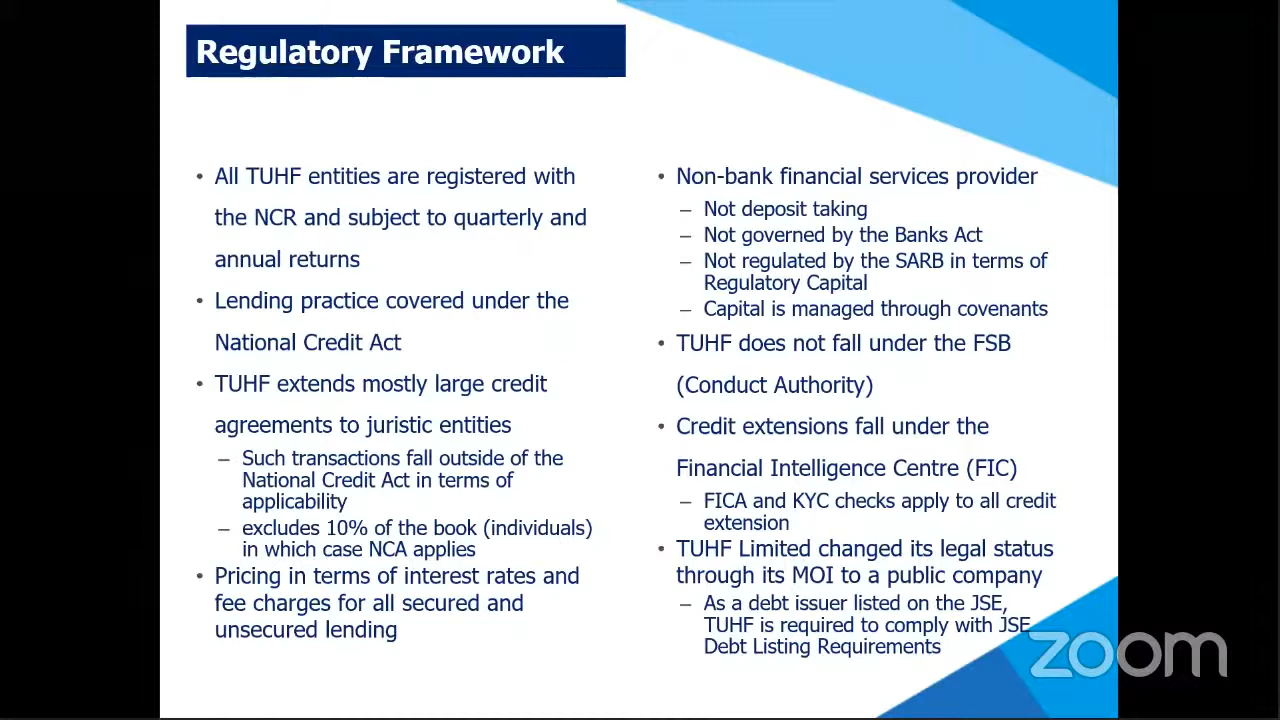 Regulatory Framework
• All TUHF entities are registered with
the NCR and subject to quarterly and
annual returns
• Lending practice covered under the
National Credit Act
• TUHF extends mostly large credit
agreements to juristic entities
– Such transactions fall outside of the
National Credit Act in terms of
applicability
– excludes 10% of the book (individuals)
in which case NCA applies
• Pricing in terms of interest rates and
fee charges for all secured and
unsecured lending
• Non-bank financial services provider
– Not deposit taking
– Not governed by the Banks Act
– Not regulated by the SARB in terms of
Regulatory Capital
– Capital is managed through covenants
• TUHF does not fall under the FSB
(Conduct Authority)
• Credit extensions fall under the
Financial Intelligence Centre (FIC)
– FICA and KYC checks apply to all credit
extension
• TUHF Limited changed its legal status
through its MOI to a public company
– As a debt issuer listed on the JSE,
TUHF is required to comply with JSE
Debt Listing Requirements
zoom